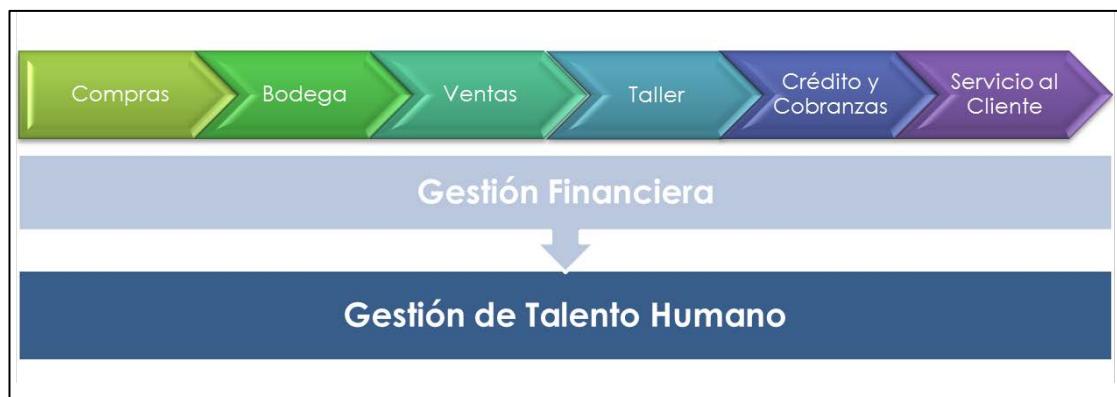 Compras
Bodega
Ventas
Taller
Crédito y
Cobranzas
Servicio al
Cliente
Gestión Financiera
Gestión de Talento Humano